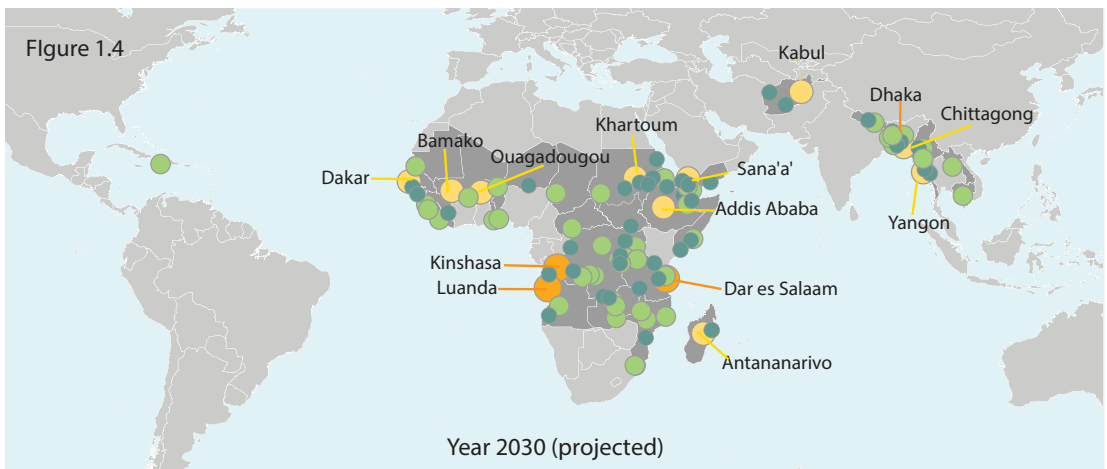 FIgure 1.4
Kabul
Dhaka
Chittagong
Khartoum
Bamako
Ouagadougou
Sana'a'
Dakar
Addis Ababa
Yangon
Kinshasa
Luanda
Dar es Salaam
Antananarivo
Year 2030 (projected)